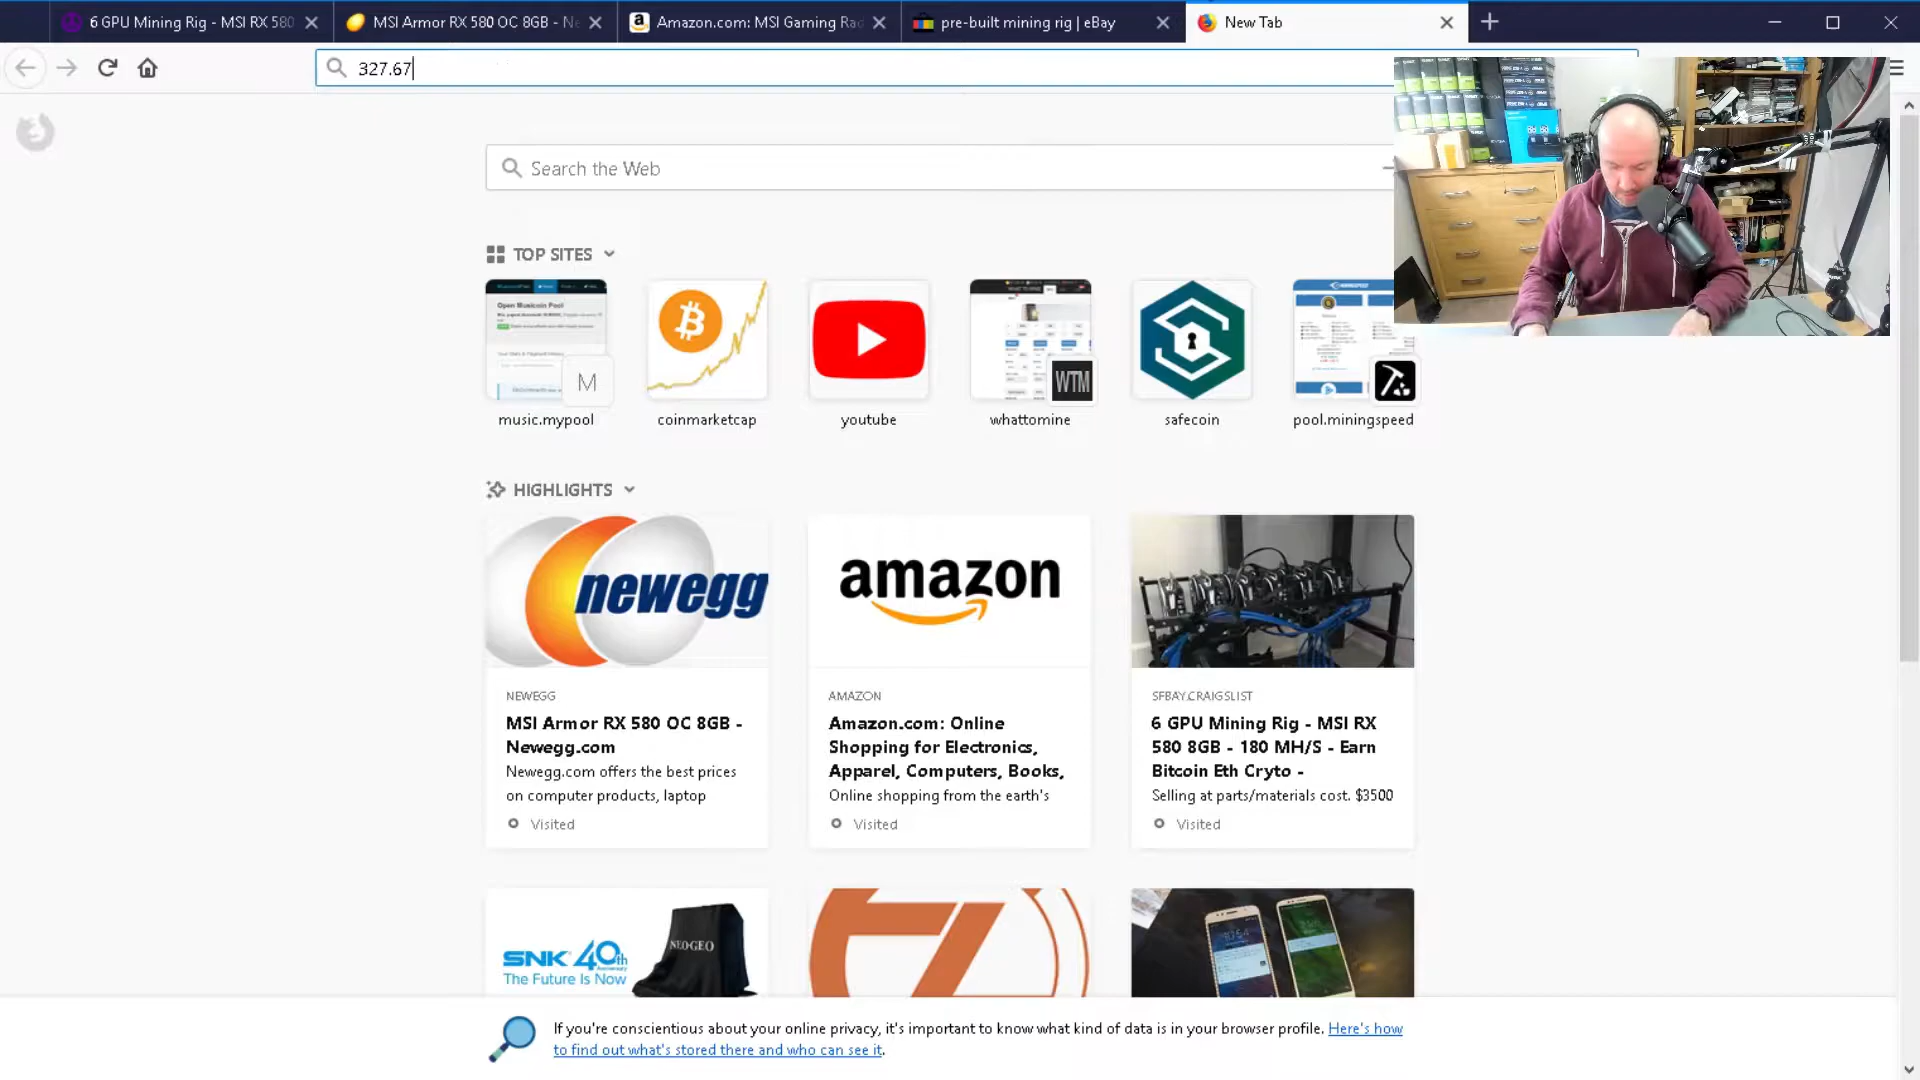 6 GPU Mining Rig - MSI RX 580
MSI Armor RX 580 OC 8GB - Ne
Amazon.com: MSI Gaming Rad
pre-built mining rig | eBay
New Tab
327.67
Search the Web
TOP SITES
Open Musicoin Pool
M
WTM
music.mypool
coinmarketcap
youtube
whattomine
safecoin
pool.miningspeed
HIGHLIGHTS
newegg
amazon
NEWEGG
MSI Armor RX 580 OC 8GB -
Newegg.com
Newegg.com offers the best prices
on computer products, laptop
Visited
AMAZON
Amazon.com: Online
Shopping for Electronics,
Apparel, Computers, Books,
Online shopping from the earth's
Visited
SFBAY.CRAIGSLIST
6 GPU Mining Rig - MSI RX
580 8GB - 180 MH/S - Earn
Bitcoin Eth Cryto -
Selling at parts/materials cost. $3500
Visited
SNK 40th
The Future Is Now
NEOGEO
If you're conscientious about your online privacy, it's important to know what kind of data is in your browser profile. Here's how
to find out what's stored there and who can see it.